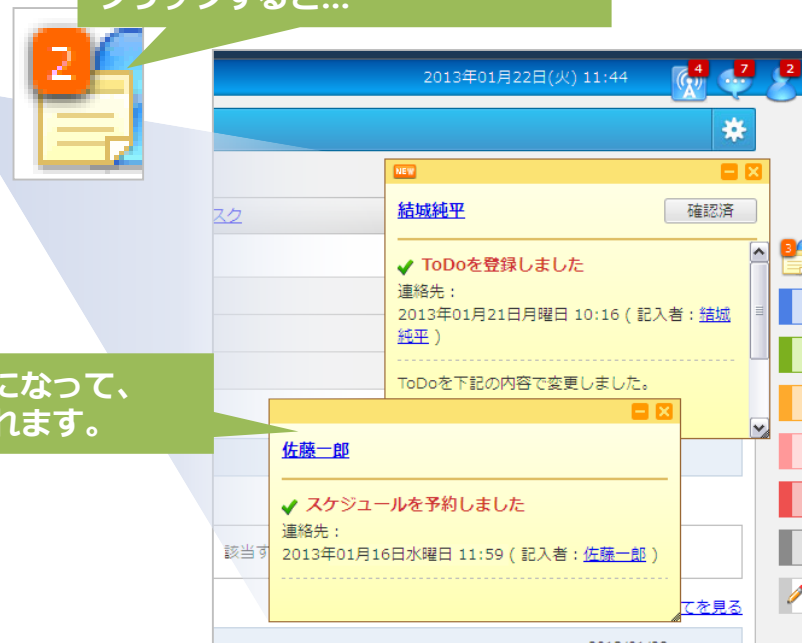 クリックすると...
2
2013年01月22日(火) 11:44
4
7
2
NEW
結城純平
確認済
スク
3
ToDoを登録しました
連絡先：
2013年01月21日月曜日 10:16 ( 記入者：結城
純平 )
ToDoを下記の内容で変更しました。
になって、
れます。
佐藤一郎
スケジュールを予約しました
連絡先：
2013年01月16日水曜日 11:59 ( 記入者：佐藤一郎 )
該当す
てを見る